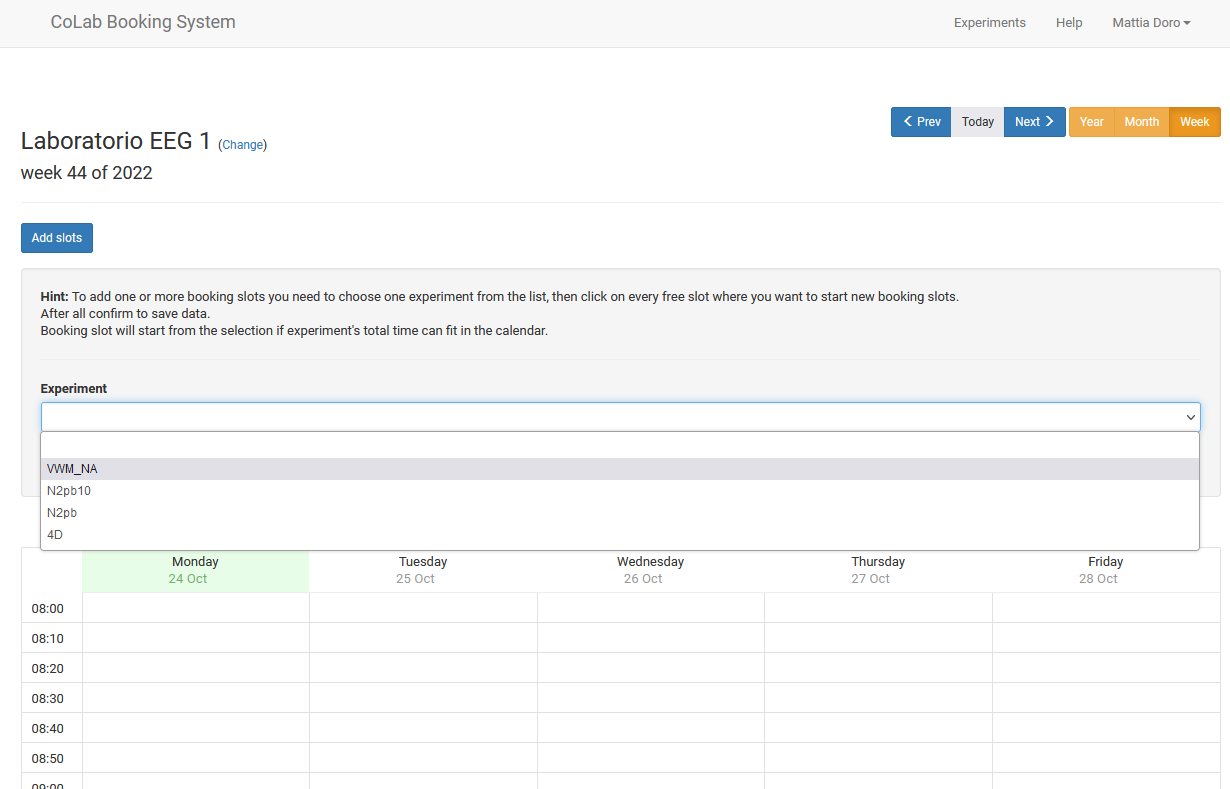 CoLab Booking System
Experiments Help Mattia Doro
Prev Today Next Year Month Week
Laboratorio EEG 1 (Change)
week 44 of 2022
Add slots
Hint: To add one or more booking slots you need to choose one experiment from the list, then click on every free slot where you want to start new booking slots.
After all confirm to save data.
Booking slot will start from the selection if experiment's total time can fit in the calendar.
Experiment
VWM_NA
N2pb10
N2pb
4D
Monday Tuesday Wednesday Thursday Friday
24 Oct 25 Oct 26 Oct 27 Oct 28 Oct
08:00
08:10
08:20
08:30
08:40
08:50
09:00